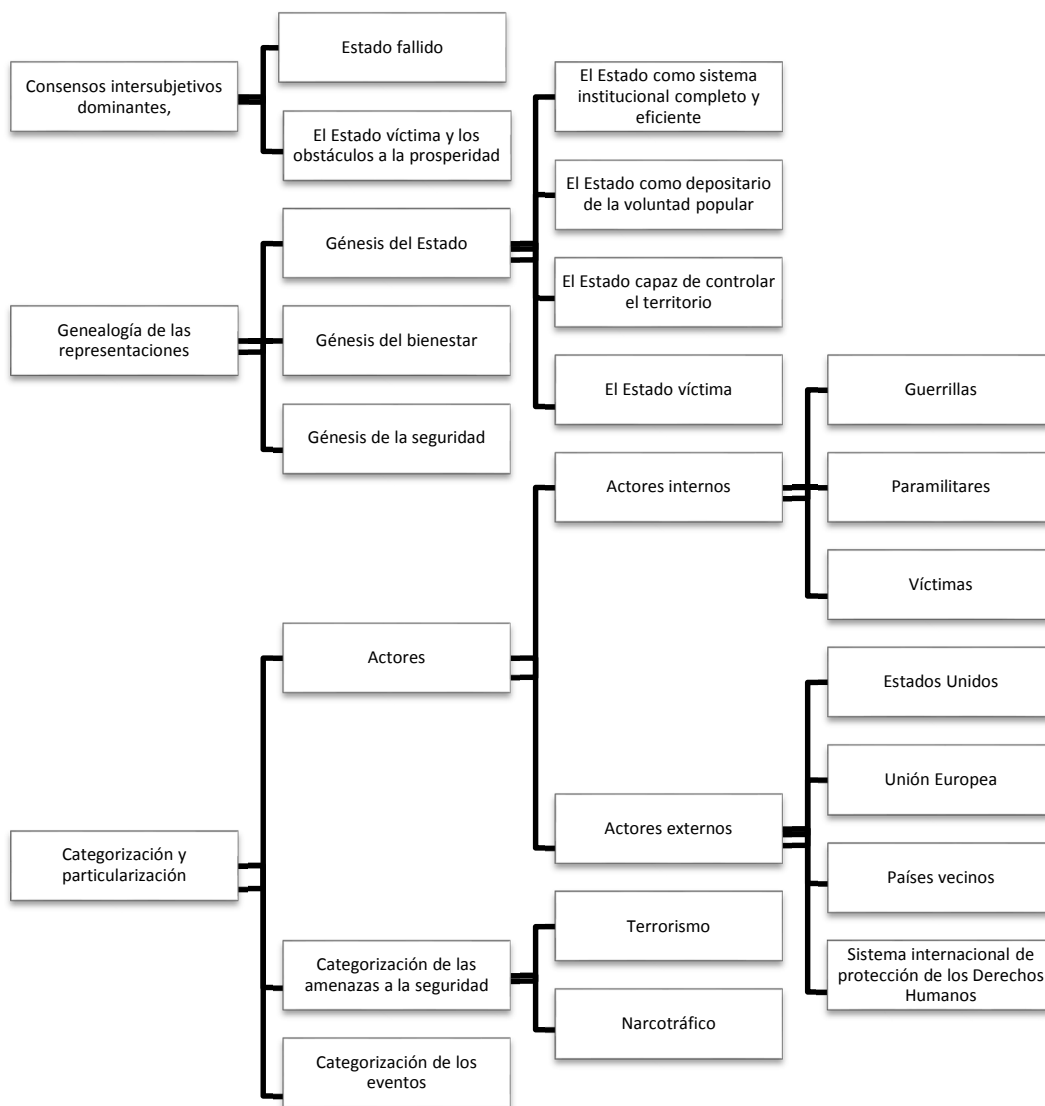 Consensos intersubjetivos
dominantes,
Estado fallido
El Estado víctima y los
obstáculos a la prosperidad
Genealogía de las
representaciones
Génesis del Estado
El Estado como sistema
institucional completo y
eficiente
El Estado como depositario
de la voluntad popular
El Estado capaz de controlar
el territorio
El Estado víctima
Génesis del bienestar
Génesis de la seguridad
Categorización y
particularización
Actores
Actores internos
Guerrillas
Paramilitares
Víctimas
Actores externos
Estados Unidos
Unión Europea
Países vecinos
Sistema internacional de
protección de los Derechos
Humanos
Categorización de las
amenazas a la seguridad
Terrorismo
Narcotráfico
Categorización de los
eventos